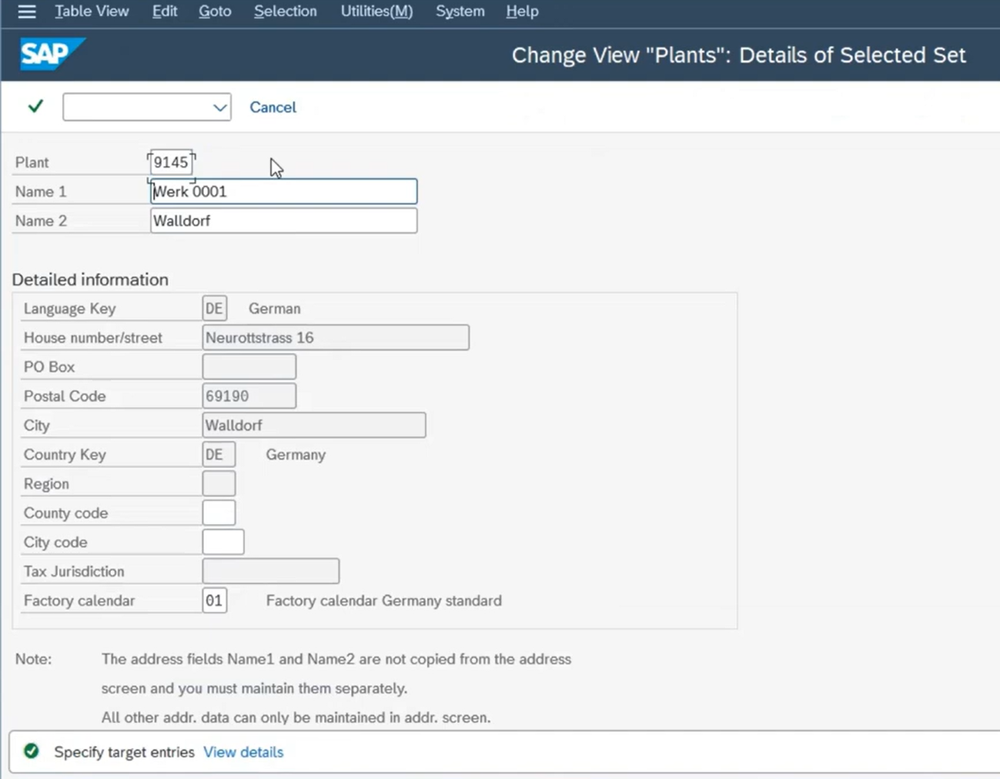 Table View Edit Goto Selection Utilities(M) System Help
SAP Change View "Plants": Details of Selected Set
Cancel
Plant 9145
Name 1 Werk 0001
Name 2 Walldorf
Detailed information
Language Key DE German
House number/street Neurottstrass 16
PO Box
Postal Code 69190
City Walldorf
Country Key DE Germany
Region
County code
City code
Tax Jurisdiction
Factory calendar 01 Factory calendar Germany standard
Note: The address fields Name1 and Name2 are not copied from the address
screen and you must maintain them separately.
All other addr. data can only be maintained in addr. screen.
Specify target entries View details